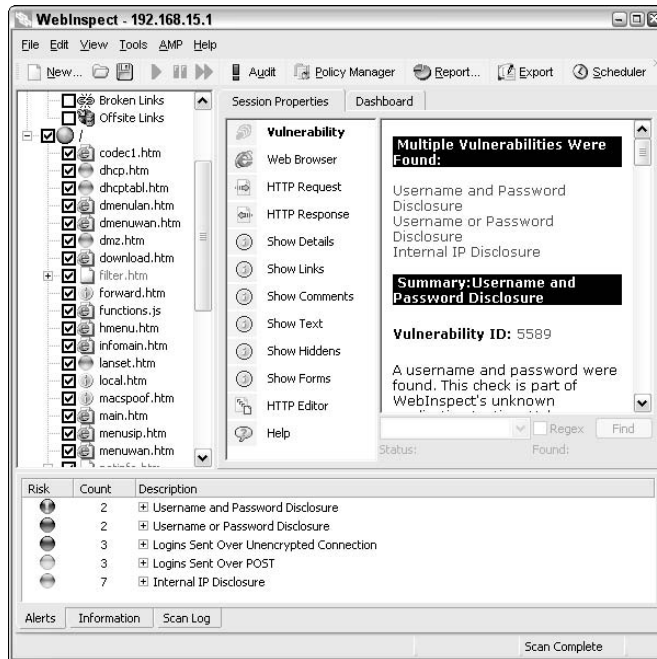 WebInspect - 192.168.15.1
File Edit View Tools AMP Help
New... Audit Policy Manager Report... Export Scheduler
Broken Links
Offsite Links
/
codec1.htm
dhcp.htm
dhcptabl.htm
dmenulan.htm
dmenuwan.htm
dmz.htm
download.htm
filter.htm
forward.htm
functions.js
hmenu.htm
infomain.htm
lanset.htm
local.htm
macspoof.htm
main.htm
menusip.htm
menuwan.htm
Session Properties Dashboard
Vulnerability
Web Browser
HTTP Request
HTTP Response
Show Details
Show Links
Show Comments
Show Text
Show Hiddens
Show Forms
HTTP Editor
Help
Multiple Vulnerabilities Were
Found:
Username and Password
Disclosure
Username or Password
Disclosure
Internal IP Disclosure
Summary:Username and
Password Disclosure
Vulnerability ID: 5589
A username and password were
found. This check is part of
WebInspect's unknown
Regex Find
Status: Found:
Risk Count Description
2 Username and Password Disclosure
2 Username or Password Disclosure
3 Logins Sent Over Unencrypted Connection
3 Logins Sent Over POST
7 Internal IP Disclosure
Alerts Information Scan Log
Scan Complete